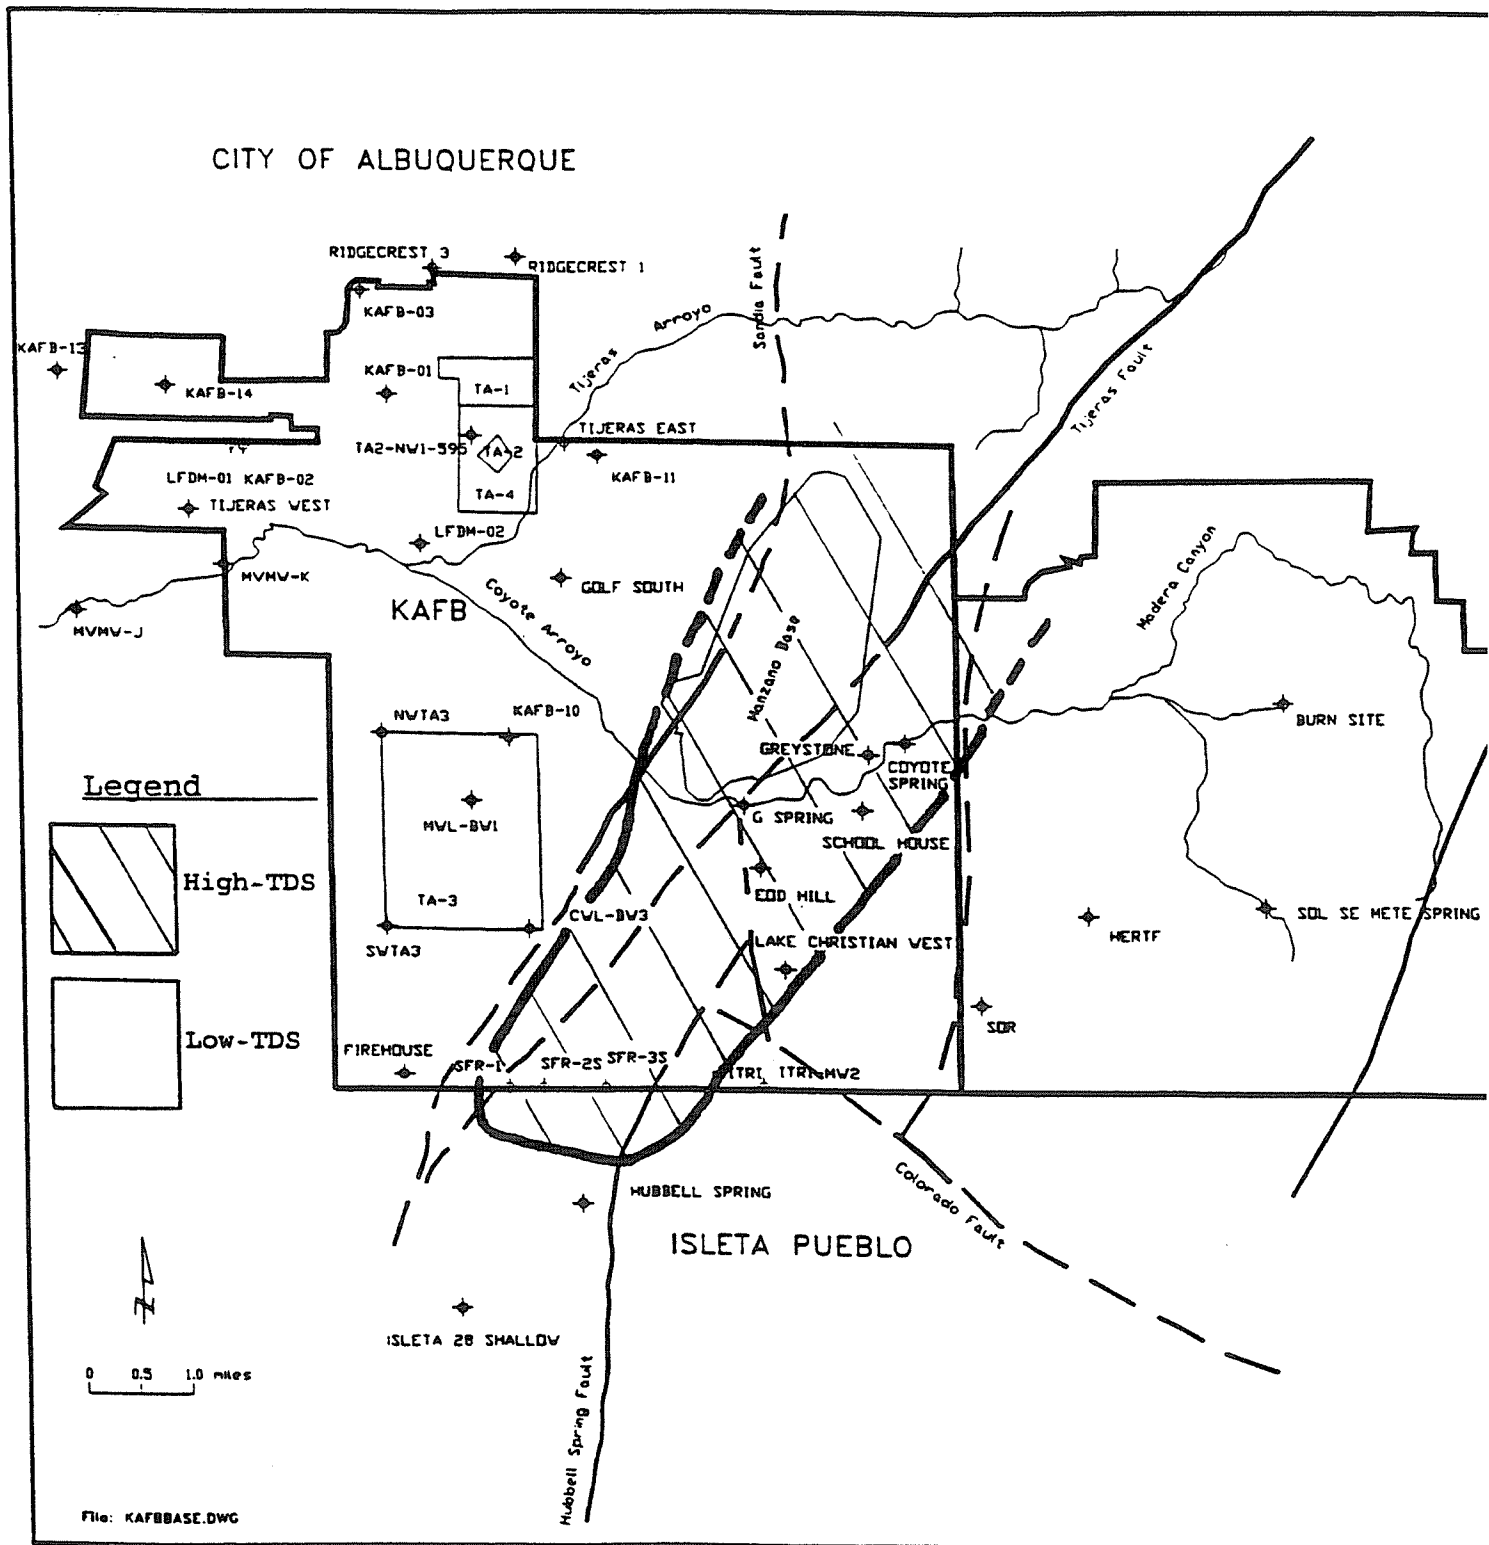 CITY OF ALBUQUERQUE
RIDGECREST 3
RIDGECREST 1
KAFB-03
Sandia Fault
Tijeras Arroyo
Tijeras Fault
KAFB-13
KAFB-14
KAFB-01
TA-1
TIJERAS EAST
TA2-NW1-595
TA-2
KAFB-11
LFDM-01 KAFB-02
TA-4
TIJERAS WEST
LFDM-02
MVMW-K
GOLF SOUTH
Madera Canyon
KAFB
Coyote Arroyo
MVMW-J
Manzano Base
NWTA3
KAFB-10
BURN SITE
GREYSTONE
COYOTE
SPRING
Legend
G SPRING
MWL-BW1
SCHOOL HOUSE
High-TDS
EOD HILL
TA-3
CWL-BW3
SOL SE METE SPRING
HERTF
SWTA3
LAKE CHRISTIAN WEST
SOR
Low-TDS
FIREHOUSE
SFR-1
SFR-2S
SFR-3S
ITRI
ITRI-MW2
HUBBELL SPRING
Colorado Fault
ISLETA PUEBLO
N
ISLETA 28 SHALLOW
0 0.5 1.0 miles
Hubbell Spring Fault
File: KAFBBASE.DWG